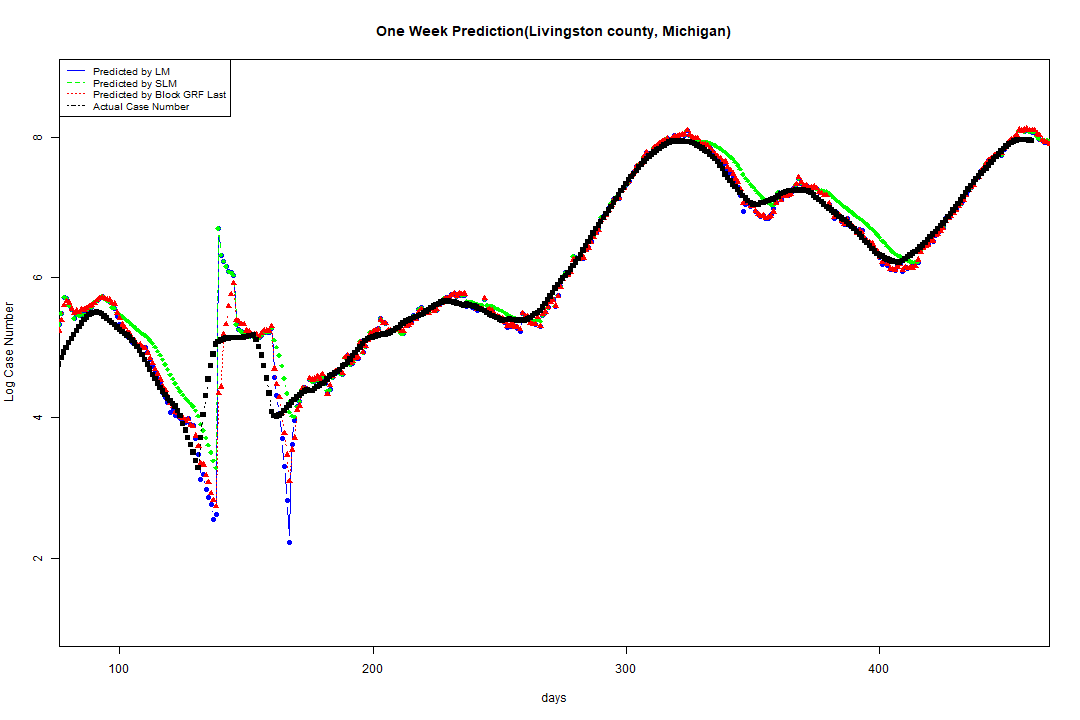 One Week Prediction(Livingston county, Michigan)
Predicted by LM
Predicted by SLM
Predicted by Block GRF Last
Actual Case Number
8
6
4
2
Log Case Number
100 200 300 400
days